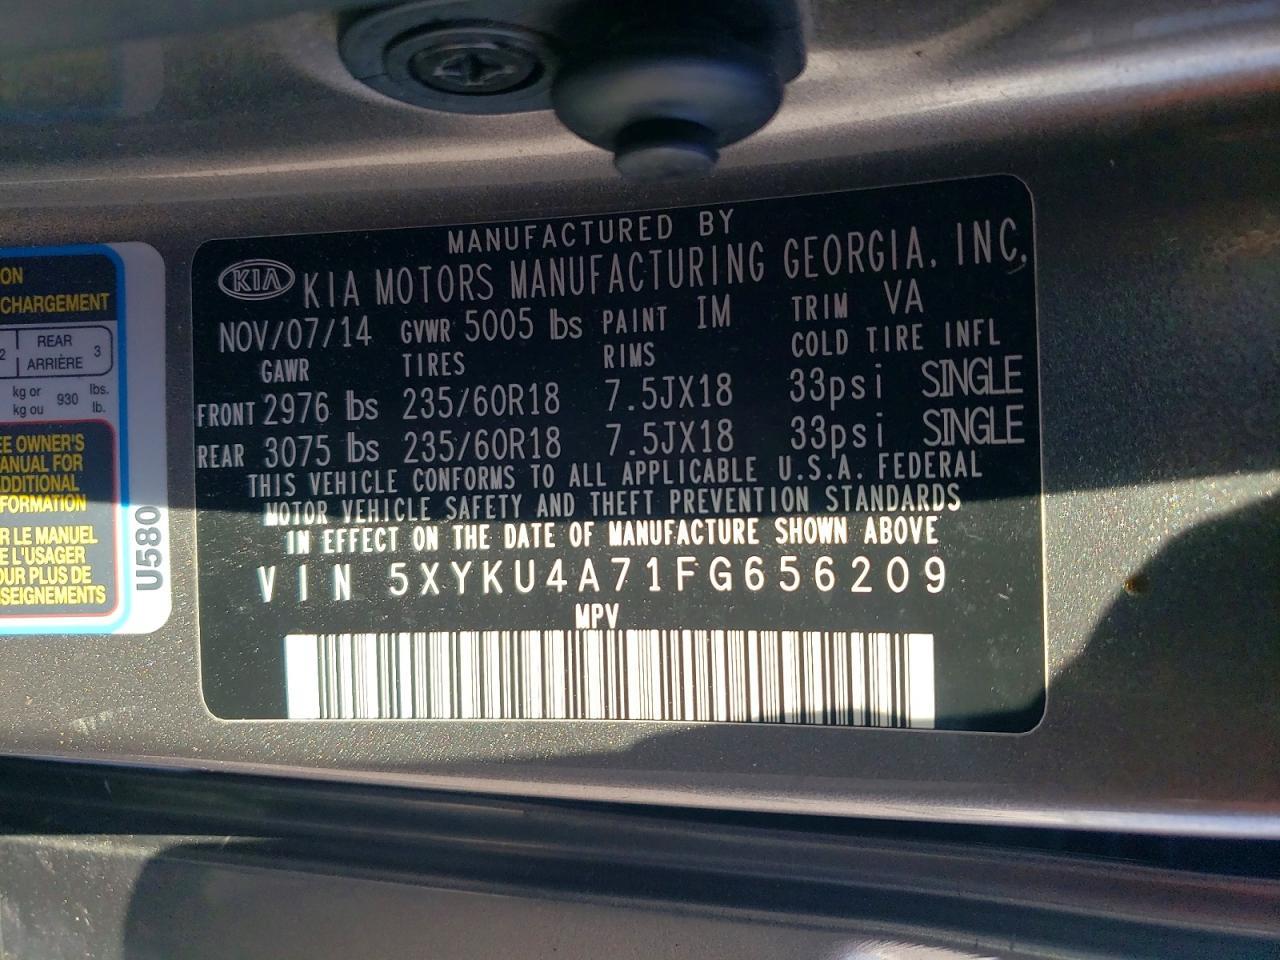 MANUFACTURED BY
KIA KIA MOTORS MANUFACTURING GEORGIA, INC.
NOV/07/14 GVWR 5005 lbs PAINT IM TRIM VA
GAWR TIRES RIMS COLD TIRE INFL
FRONT 2976 lbs 235/60R18 7.5JX18 33psi SINGLE
REAR 3075 lbs 235/60R18 7.5JX18 33psi SINGLE
THIS VEHICLE CONFORMS TO ALL APPLICABLE U.S.A. FEDERAL
MOTOR VEHICLE SAFETY AND THEFT PREVENTION STANDARDS
IN EFFECT ON THE DATE OF MANUFACTURE SHOWN ABOVE
VIN 5XYKU4A71FG656209
MPV
ION
CHARGEMENT
2 REAR
ARRIÈRE 3
kg or lbs.
kg ou 930 lb.
EE OWNER'S
ANUAL FOR
ADDITIONAL
FORMATION
R LE MANUEL
E L'USAGER
OUR PLUS DE
SEIGNEMENTS
U580